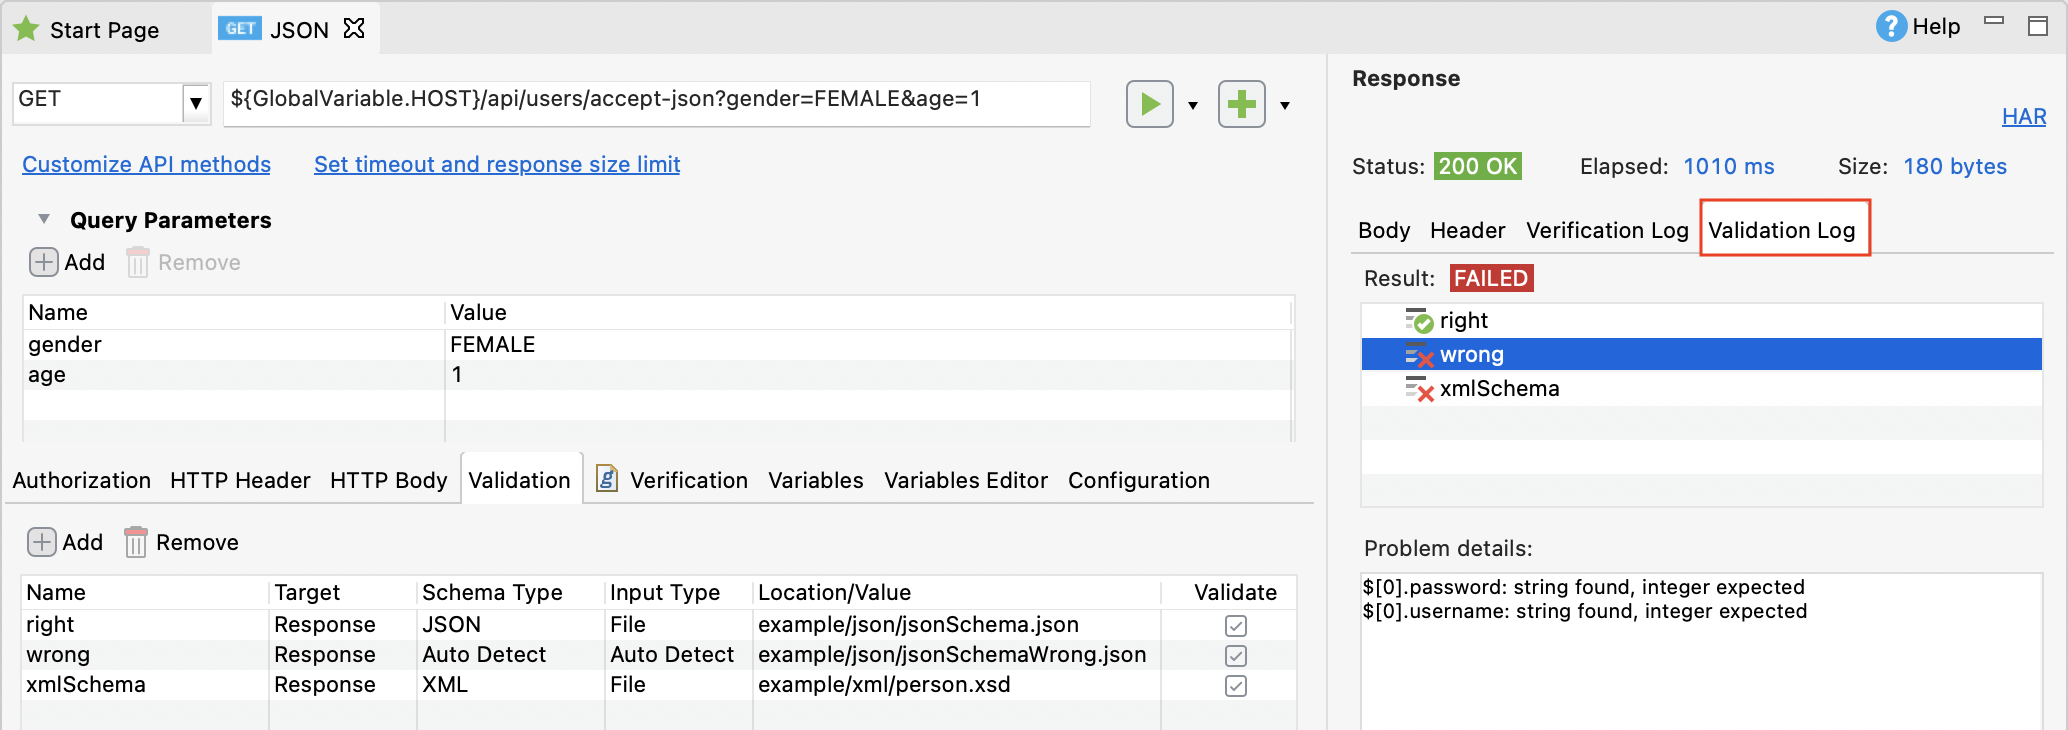 Start Page
GET JSON
Help
GET
${GlobalVariable.HOST}/api/users/accept-json?gender=FEMALE&age=1
Customize API methods Set timeout and response size limit
Query Parameters
Add Remove
Name Value
gender FEMALE
age 1
Authorization HTTP Header HTTP Body Validation Verification Variables Variables Editor Configuration
Add Remove
Name Target Schema Type Input Type Location/Value Validate
right Response JSON File example/json/jsonSchema.json
wrong Response Auto Detect Auto Detect example/json/jsonSchemaWrong.json
xmlSchema Response XML File example/xml/person.xsd
Response
HAR
Status: 200 OK Elapsed: 1010 ms Size: 180 bytes
Body Header Verification Log Validation Log
Result: FAILED
right
wrong
xmlSchema
Problem details:
$[0].password: string found, integer expected
$[0].username: string found, integer expected